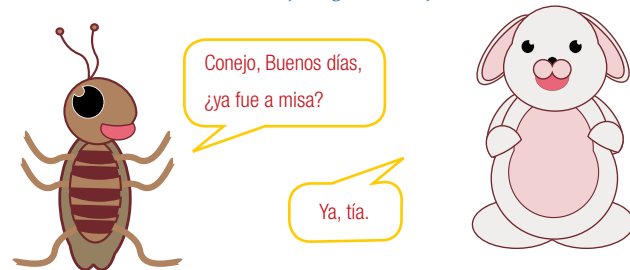 Conejo, Buenos días,
¿ya fue a misa?
Ya, tía.